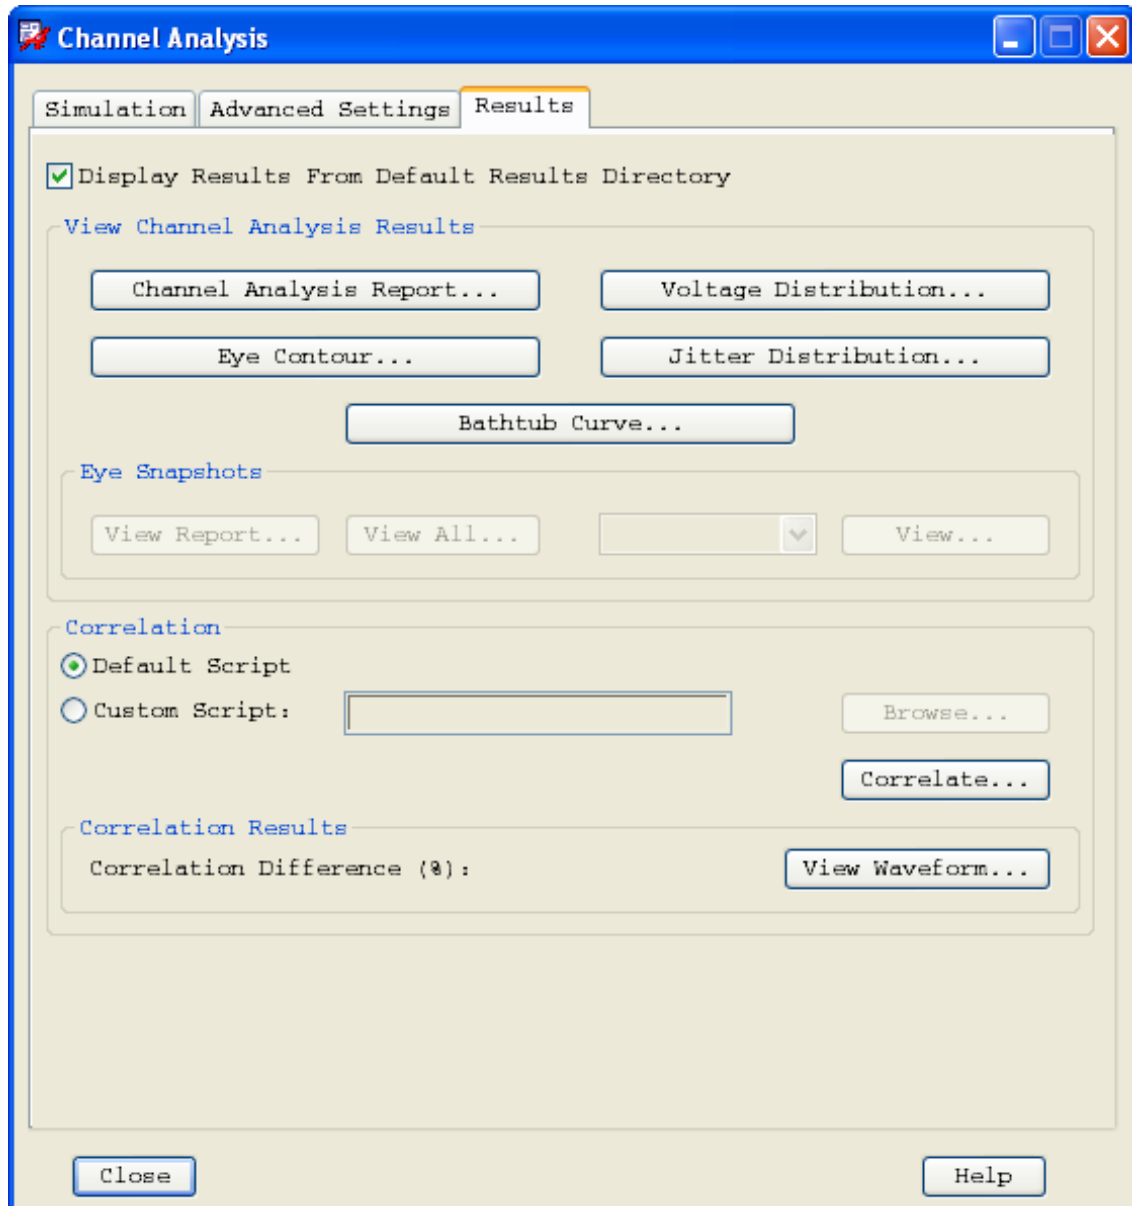 Channel Analysis
Simulation Advanced Settings Results
Display Results From Default Results Directory
View Channel Analysis Results
Channel Analysis Report... Voltage Distribution...
Eye Contour... Jitter Distribution...
Bathtub Curve...
Eye Snapshots
View Report... View All... View...
Correlation
Default Script
Custom Script: Browse...
Correlate...
Correlation Results
Correlation Difference (%): View Waveform...
Close Help